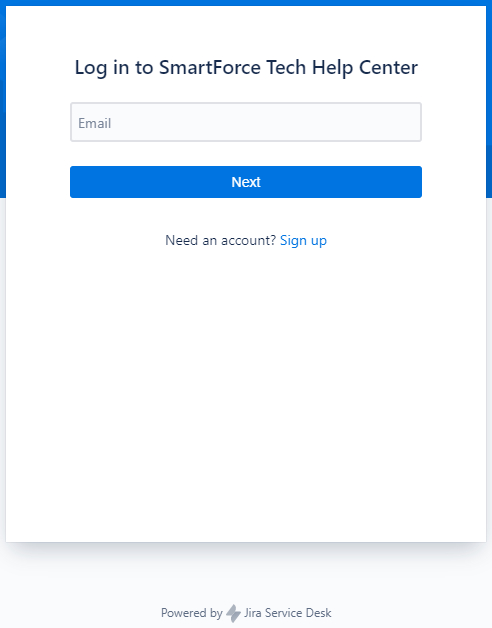 Log in to SmartForce Tech Help Center
Email
Next
Need an account? Sign up
Powered by Jira Service Desk